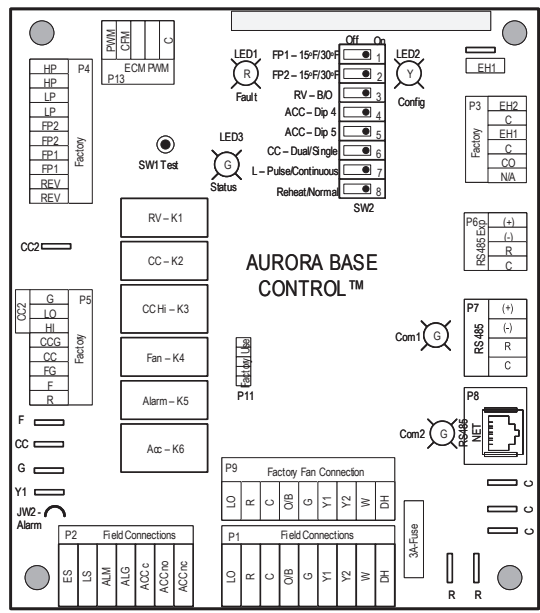 PWM
CFM
C
ECM PWM
P13
LED1
R
Fault
Off On
FP1 – 15ºF/30ºF 1
FP2 – 15ºF/30ºF 2
RV – B/O 3
ACC – Dip 4 4
ACC – Dip 5 5
CC – Dual/Single 6
L – Pulse/Continuous 7
Reheat/Normal 8
SW2
LED2
Y
Config
EH1
HP P4
HP
LP
LP
FP2
FP2
FP1
FP1
REV
REV
Factory
SW1 Test
LED3
G
Status
P3 EH2
C
EH1
C
CO
N/A
Factory
RV – K1
CC – K2
CC Hi – K3
Fan – K4
Alarm – K5
Acc – K6
CC2
AURORA BASE
CONTROL™
P6 (+)
(-)
R
C
RS485 Exp
CC2
G P5
LO
HI
CCG
CC
FG
F
R
Factory
Factory Use
P11
Com1 G
P7 (+)
(-)
R
C
RS 485
Com2 G
P8
RS485
NET
F
CC
G
Y1
JW2 -
Alarm
P9 Factory Fan Connection
LO R C O/B G Y1 Y2 W DH
3A-Fuse
C
C
C
P2 Field Connections
ES LS ALM ALG ACC c ACC no ACC nc
P1 Field Connections
LO R C O/B G Y1 Y2 W DH
R R